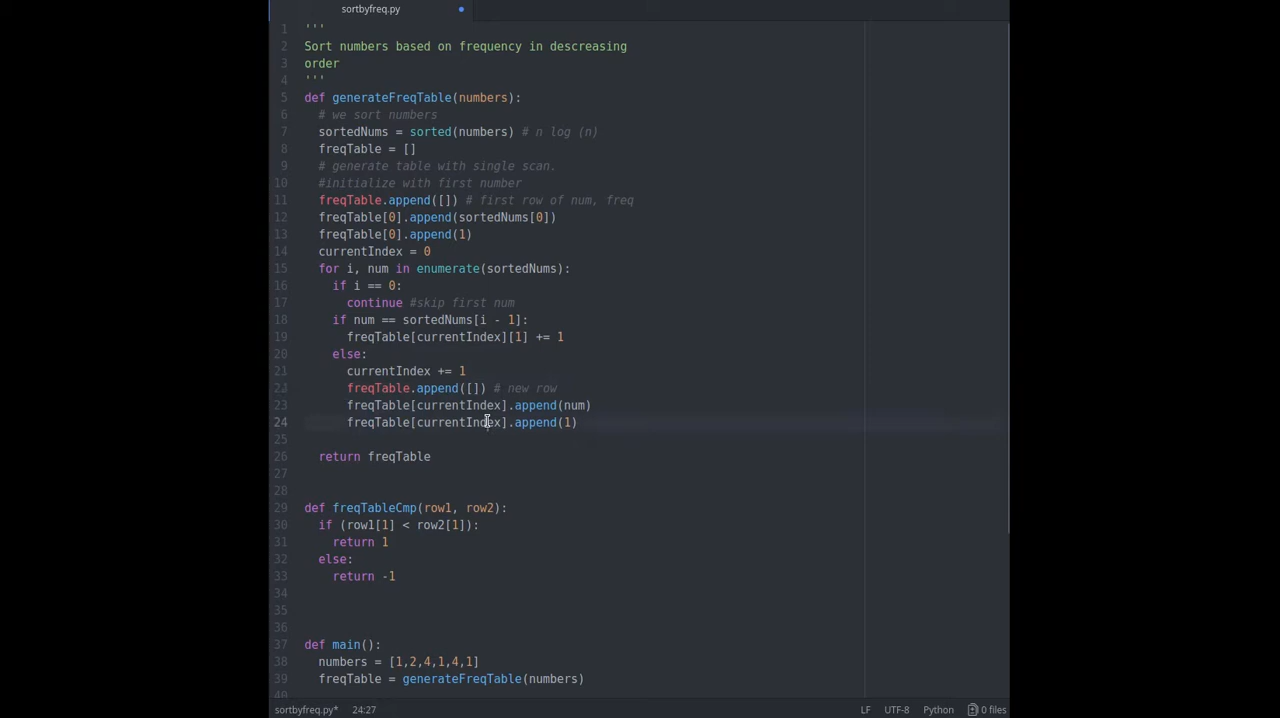 sortbyfreq.py
1 '''
2 Sort numbers based on frequency in descreasing
3 order
4 '''
5 def generateFreqTable(numbers):
6 # we sort numbers
7 sortedNums = sorted(numbers) # n log (n)
8 freqTable = []
9 # generate table with single scan.
10 #initialize with first number
11 freqTable.append([]) # first row of num, freq
12 freqTable[0].append(sortedNums[0])
13 freqTable[0].append(1)
14 currentIndex = 0
15 for i, num in enumerate(sortedNums):
16 if i == 0:
17 continue #skip first num
18 if num == sortedNums[i - 1]:
19 freqTable[currentIndex][1] += 1
20 else:
21 currentIndex += 1
22 freqTable.append([]) # new row
23 freqTable[currentIndex].append(num)
24 freqTable[currentIndex].append(1)
25
26 return freqTable
27
28
29 def freqTableCmp(row1, row2):
30 if (row1[1] < row2[1]):
31 return 1
32 else:
33 return -1
34
35
36
37 def main():
38 numbers = [1,2,4,1,4,1]
39 freqTable = generateFreqTable(numbers)
40
sortbyfreq.py* 24:27 LF UTF-8 Python 0 files